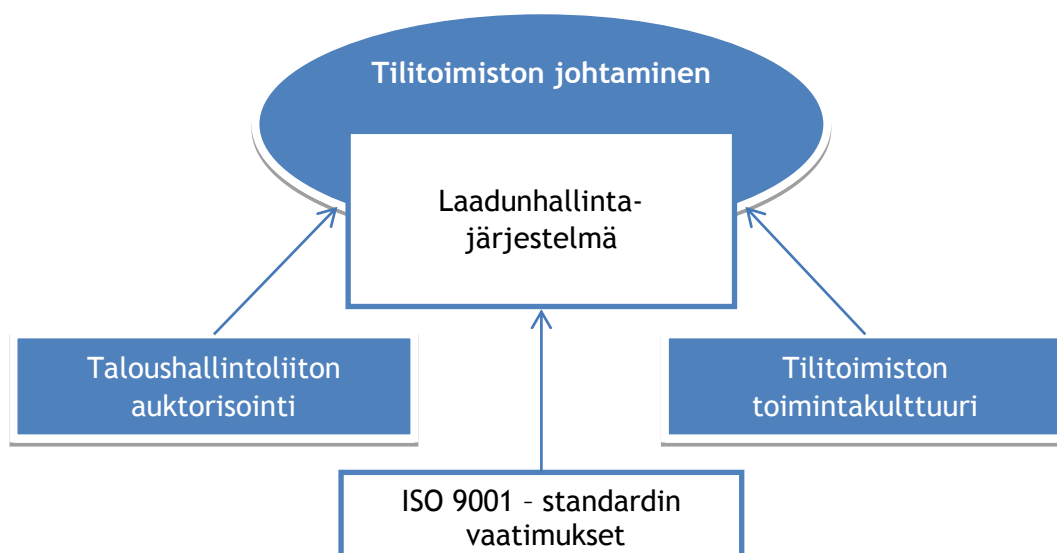 Tilitoimiston johtaminen
Laadunhallinta-
järjestelmä
Taloushallintoliiton
auktorisointi
Tilitoimiston
toimintakulttuuri
ISO 9001 – standardin
vaatimukset